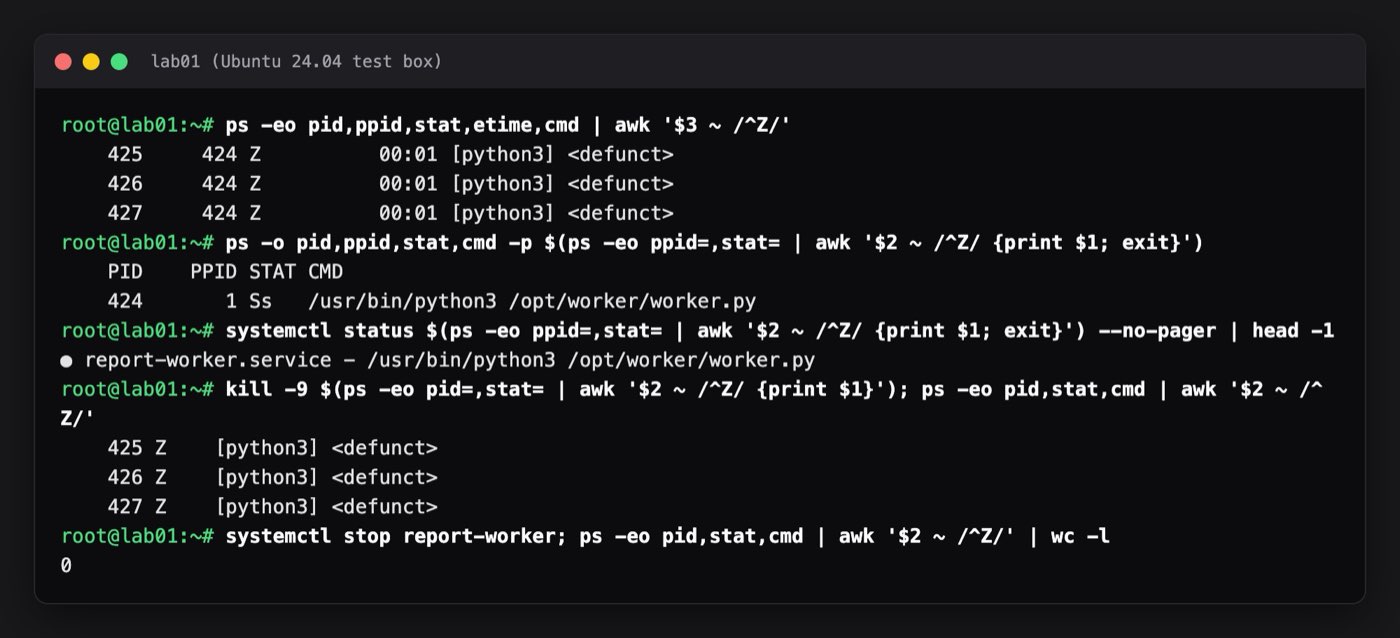 lab01 (Ubuntu 24.04 test box)
root@lab01:~# ps -eo pid,ppid,stat,etime,cmd | awk '$3 ~ /^Z/'
    425     424 Z          00:01 [python3] <defunct>
    426     424 Z          00:01 [python3] <defunct>
    427     424 Z          00:01 [python3] <defunct>
root@lab01:~# ps -o pid,ppid,stat,cmd -p $(ps -eo ppid=,stat= | awk '$2 ~ /^Z/ {print $1; exit}')
    PID    PPID STAT CMD
    424       1 Ss   /usr/bin/python3 /opt/worker/worker.py
root@lab01:~# systemctl status $(ps -eo ppid=,stat= | awk '$2 ~ /^Z/ {print $1; exit}') --no-pager | head -1
● report-worker.service - /usr/bin/python3 /opt/worker/worker.py
root@lab01:~# kill -9 $(ps -eo pid=,stat= | awk '$2 ~ /^Z/ {print $1}'); ps -eo pid,stat,cmd | awk '$2 ~ /^
Z/'
    425 Z    [python3] <defunct>
    426 Z    [python3] <defunct>
    427 Z    [python3] <defunct>
root@lab01:~# systemctl stop report-worker; ps -eo pid,stat,cmd | awk '$2 ~ /^Z/' | wc -l
0